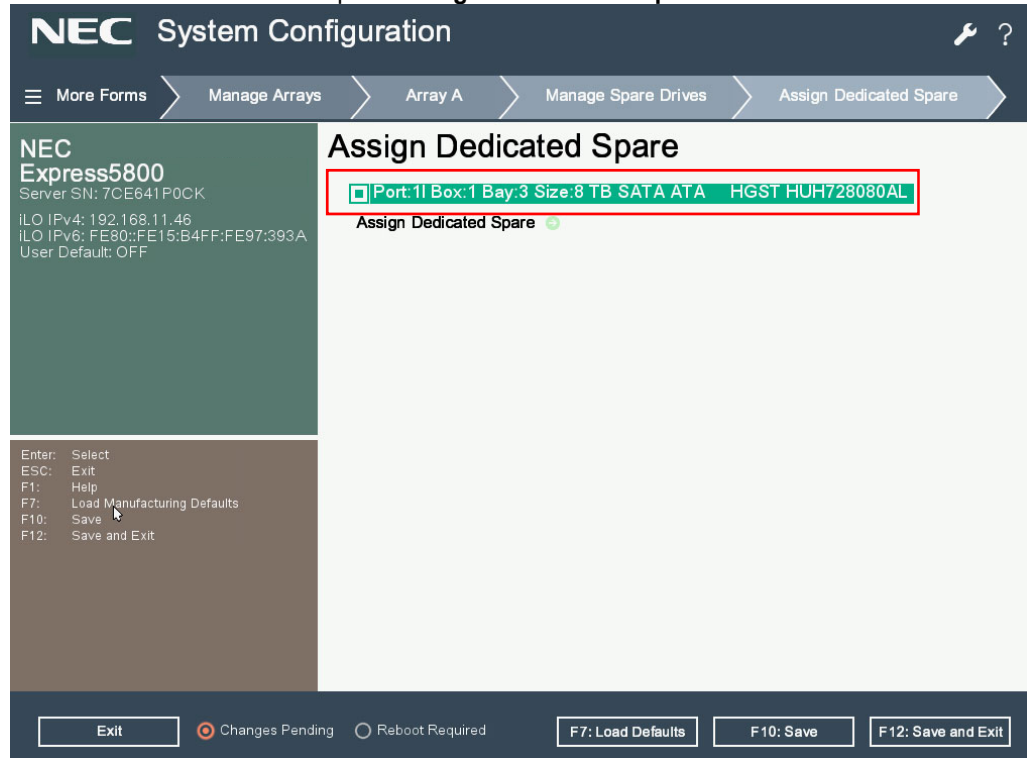 NEC System Configuration
?
More Forms
Manage Arrays
Array A
Manage Spare Drives
Assign Dedicated Spare
NEC
Express5800
Server SN: 7CE641P0CK
iLO IPv4: 192.168.11.46
iLO IPv6: FE80::FE15:B4FF:FE97:393A
User Default: OFF
Assign Dedicated Spare
Port:1I Box:1 Bay:3 Size:8 TB SATA ATA HGST HUH728080AL
Assign Dedicated Spare
Enter: Select
ESC: Exit
F1: Help
F7: Load Manufacturing Defaults
F10: Save
F12: Save and Exit
Exit
Changes Pending
Reboot Required
F7: Load Defaults
F10: Save
F12: Save and Exit